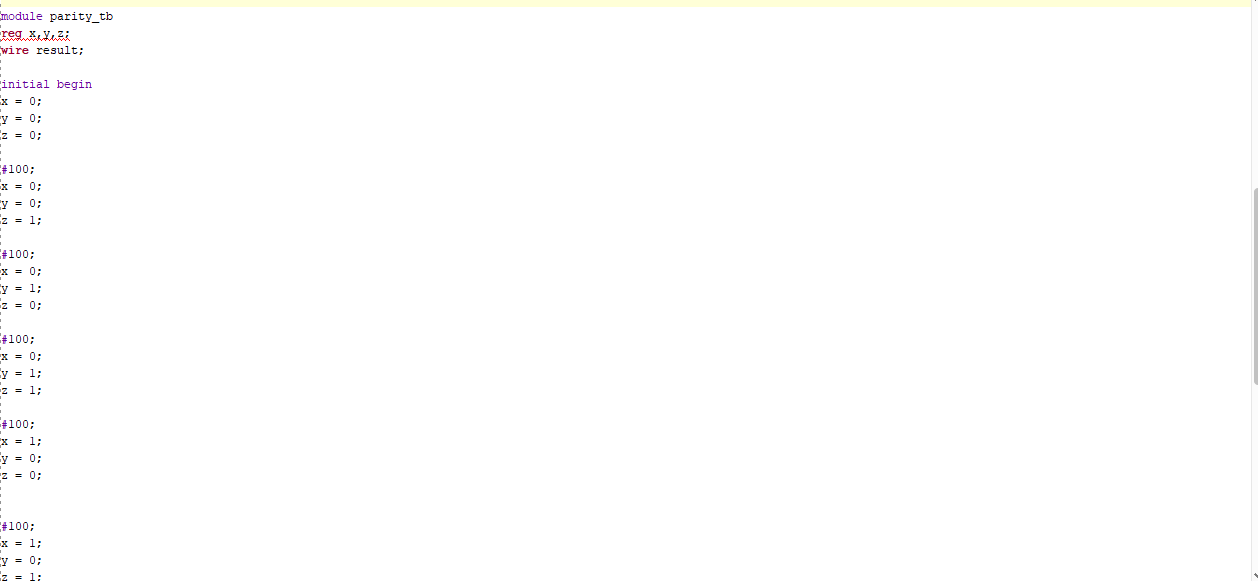 module parity_tb
reg x,y,z;
wire result;
initial begin
x = 0;
y = 0;
z = 0;
#100;
x = 0;
y = 0;
z = 1;
#100;
x = 0;
y = 1;
z = 0;
#100;
x = 0;
y = 1;
z = 1;
#100;
x = 1;
y = 0;
z = 0;
#100;
x = 1;
y = 0;
z = 1;